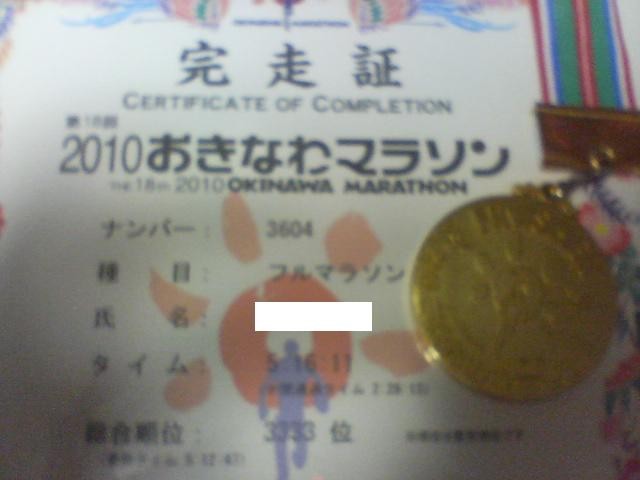 完走証
CERTIFICATE OF COMPLETION
第18回
2010おきなわマラソン
THE 18th 2010 OKINAWA MARATHON
ナンバー： 3604
種 目： フルマラソン
氏 名：
タイム： 5:16:11
総合順位： 3333 位